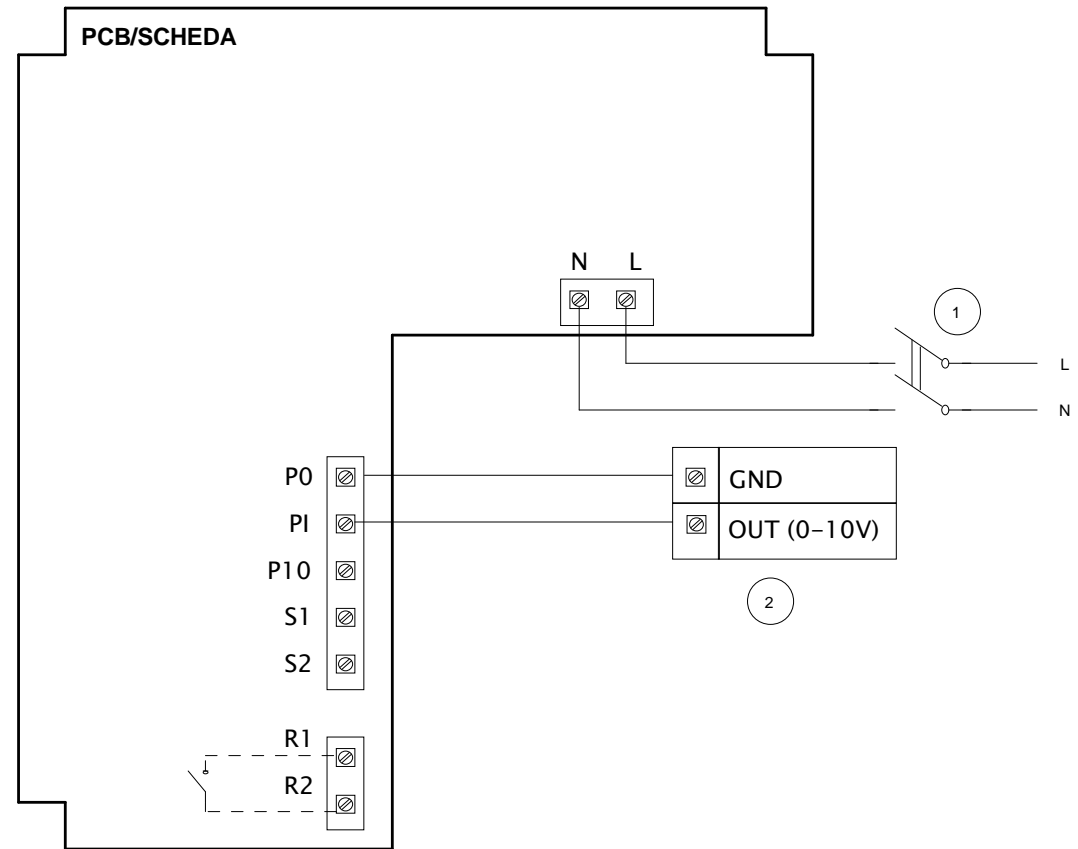 PCB/SCHEDA
N L
1
L
N
P0
GND
PI
OUT (0–10V)
P10
2
S1
S2
R1
R2